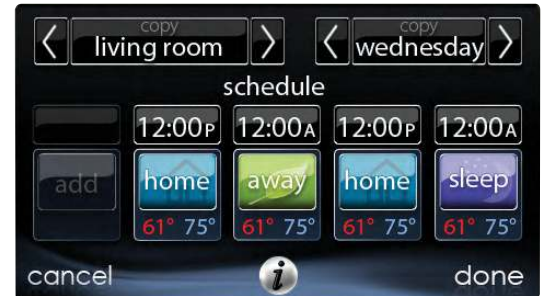 copy copy
living room wednesday
schedule
12:00P 12:00A 12:00P 12:00A
add home away home sleep
61° 75° 61° 75° 61° 75° 61° 75°
cancel i done